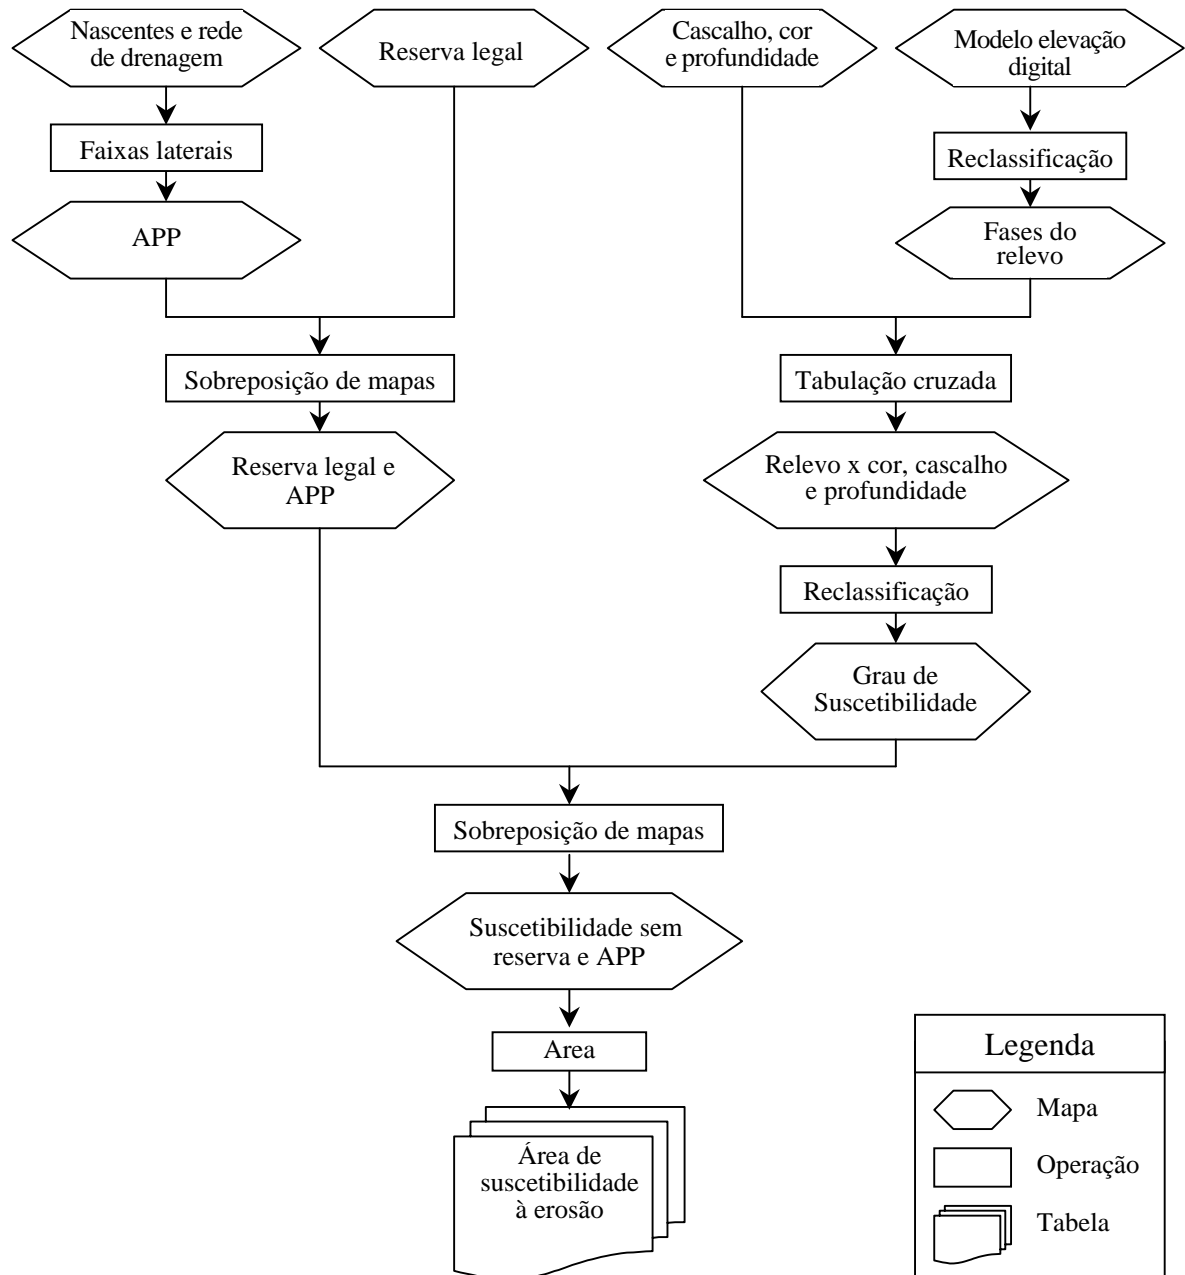 Nascentes e rede
de drenagem
Reserva legal
Cascalho, cor
e profundidade
Modelo elevação
digital
Faixas laterais
Reclassificação
APP
Fases do
relevo
Sobreposição de mapas
Tabulação cruzada
Reserva legal e
APP
Relevo x cor, cascalho
e profundidade
Reclassificação
Grau de
Suscetibilidade
Sobreposição de mapas
Suscetibilidade sem
reserva e APP
Area
Área de
suscetibilidade
à erosão
Legenda
Mapa
Operação
Tabela